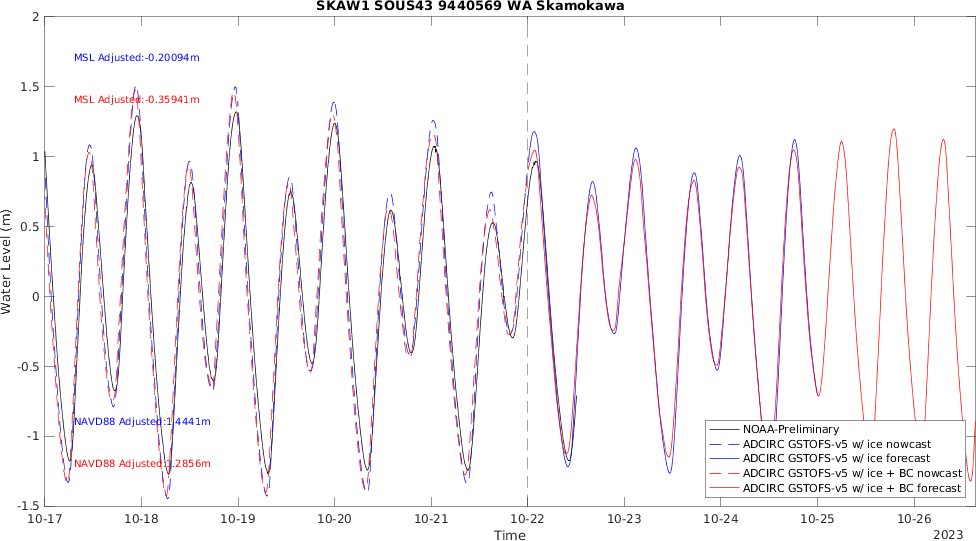 SKAW1 SOUS43 9440569 WA Skamokawa
MSL Adjusted:-0.20094m
MSL Adjusted:-0.35941m
NAVD88 Adjusted:1.4441m
NAVD88 Adjusted:1.2856m
Water Level (m)
2
1.5
1
0.5
0
-0.5
-1
-1.5
10-17 10-18 10-19 10-20 10-21 10-22 10-23 10-24 10-25 10-26
Time
2023
NOAA-Preliminary
ADCIRC GSTOFS-v5 w/ ice nowcast
ADCIRC GSTOFS-v5 w/ ice forecast
ADCIRC GSTOFS-v5 w/ ice + BC nowcast
ADCIRC GSTOFS-v5 w/ ice + BC forecast